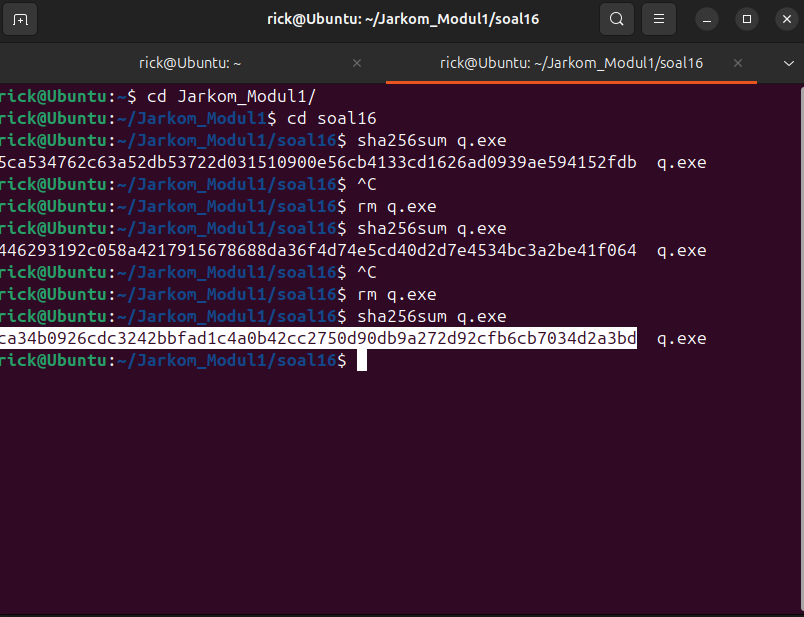 rick@Ubuntu: ~/Jarkom_Modul1/soal16
rick@Ubuntu: ~
rick@Ubuntu: ~/Jarkom_Modul1/soal16
rick@Ubuntu:~$ cd Jarkom_Modul1/
rick@Ubuntu:~/Jarkom_Modul1$ cd soal16
rick@Ubuntu:~/Jarkom_Modul1/soal16$ sha256sum q.exe
5ca534762c63a52db53722d031510900e56cb4133cd1626ad0939ae594152fdb  q.exe
rick@Ubuntu:~/Jarkom_Modul1/soal16$ ^C
rick@Ubuntu:~/Jarkom_Modul1/soal16$ rm q.exe
rick@Ubuntu:~/Jarkom_Modul1/soal16$ sha256sum q.exe
446293192c058a4217915678688da36f4d74e5cd40d2d7e4534bc3a2be41f064  q.exe
rick@Ubuntu:~/Jarkom_Modul1/soal16$ ^C
rick@Ubuntu:~/Jarkom_Modul1/soal16$ rm q.exe
rick@Ubuntu:~/Jarkom_Modul1/soal16$ sha256sum q.exe
ca34b0926cdc3242bbfad1c4a0b42cc2750d90db9a272d92cfb6cb7034d2a3bd  q.exe
rick@Ubuntu:~/Jarkom_Modul1/soal16$